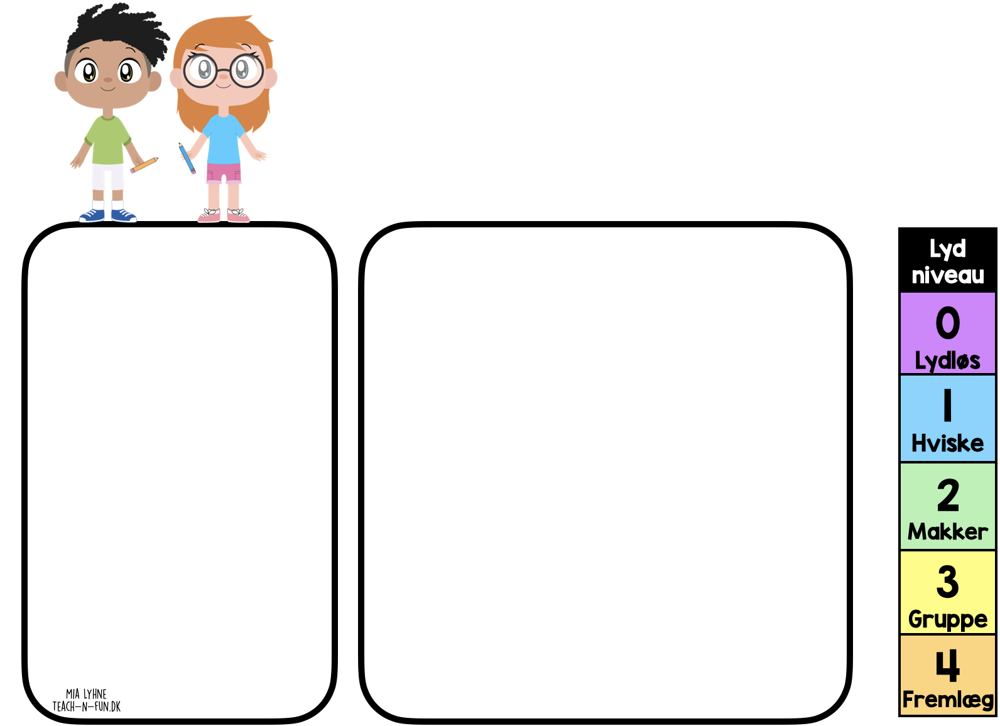 Lyd
niveau
0
Lydløs
1
Hviske
2
Makker
3
Gruppe
4
Fremlæg
MIA LYHNE
TEACH-N-FUN.DK